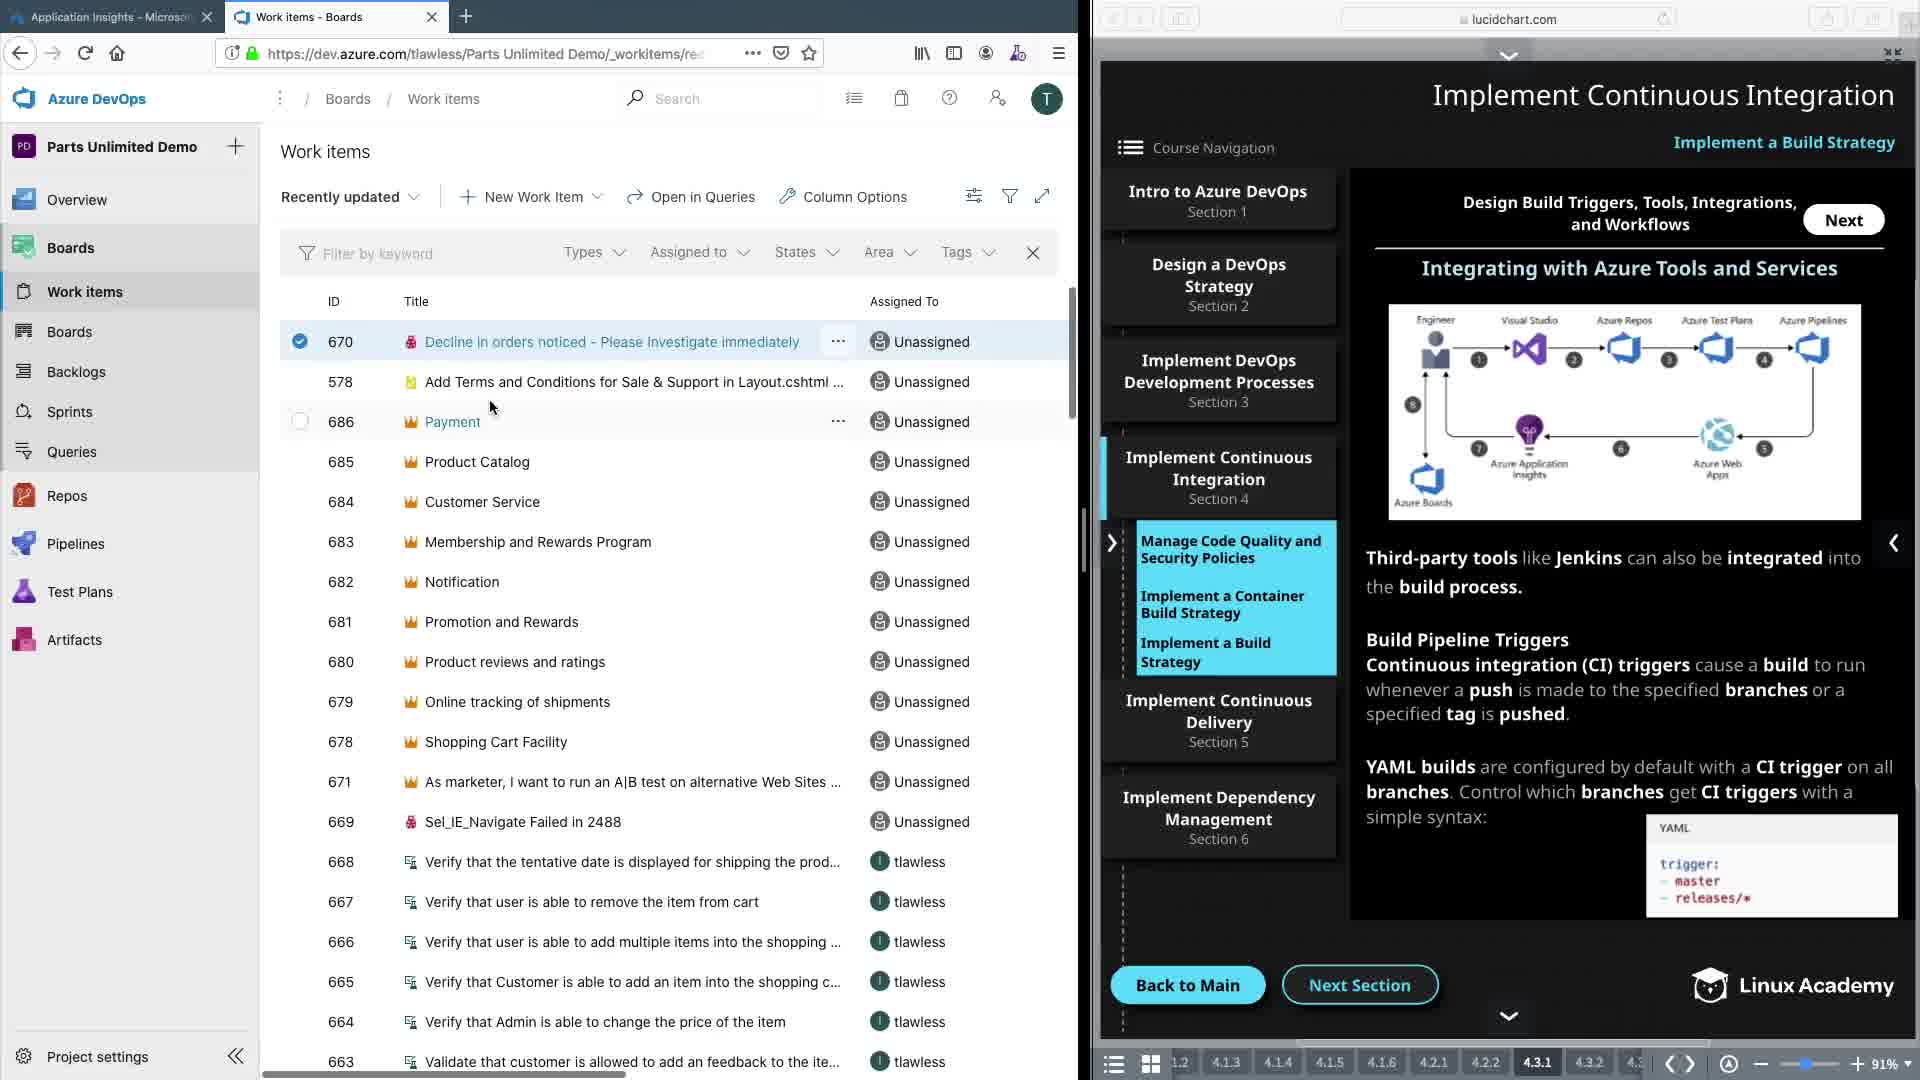 Application Insights - Microsof
Work items - Boards
https://dev.azure.com/tlawless/Parts Unlimited Demo/_workitems/rec
Azure DevOps
/ Boards / Work items
Search
T
PD Parts Unlimited Demo
Overview
Boards
Work items
Boards
Backlogs
Sprints
Queries
Repos
Pipelines
Test Plans
Artifacts
Project settings
Work items
Recently updated
New Work Item
Open in Queries
Column Options
Filter by keyword
Types
Assigned to
States
Area
Tags
ID Title Assigned To
670 Decline in orders noticed - Please Investigate immediately ... Unassigned
578 Add Terms and Conditions for Sale & Support in Layout.cshtml ... Unassigned
686 Payment ... Unassigned
685 Product Catalog Unassigned
684 Customer Service Unassigned
683 Membership and Rewards Program Unassigned
682 Notification Unassigned
681 Promotion and Rewards Unassigned
680 Product reviews and ratings Unassigned
679 Online tracking of shipments Unassigned
678 Shopping Cart Facility Unassigned
671 As marketer, I want to run an A|B test on alternative Web Sites ... Unassigned
669 Sel_IE_Navigate Failed in 2488 Unassigned
668 Verify that the tentative date is displayed for shipping the prod... tlawless
667 Verify that user is able to remove the item from cart tlawless
666 Verify that user is able to add multiple items into the shopping ... tlawless
665 Verify that Customer is able to add an item into the shopping c... tlawless
664 Verify that Admin is able to change the price of the item tlawless
663 Validate that customer is allowed to add an feedback to the ite... tlawless
lucidchart.com
Implement Continuous Integration
Implement a Build Strategy
Course Navigation
Intro to Azure DevOps
Section 1
Design a DevOps
Strategy
Section 2
Implement DevOps
Development Processes
Section 3
Implement Continuous
Integration
Section 4
Manage Code Quality and
Security Policies
Implement a Container
Build Strategy
Implement a Build
Strategy
Implement Continuous
Delivery
Section 5
Implement Dependency
Management
Section 6
Design Build Triggers, Tools, Integrations,
and Workflows
Next
Integrating with Azure Tools and Services
Engineer
Visual Studio
Azure Repos
Azure Test Plans
Azure Pipelines
1
2
3
4
8
7
6
5
Azure Application
Insights
Azure Web
Apps
Azure Boards
Third-party tools like Jenkins can also be integrated into
the build process.
Build Pipeline Triggers
Continuous integration (CI) triggers cause a build to run
whenever a push is made to the specified branches or a
specified tag is pushed.
YAML builds are configured by default with a CI trigger on all
branches. Control which branches get CI triggers with a
simple syntax:
YAML
trigger:
- master
- releases/*
Back to Main
Next Section
Linux Academy
1.2 4.1.3 4.1.4 4.1.5 4.1.6 4.2.1 4.2.2 4.3.1 4.3.2 4.3
91%